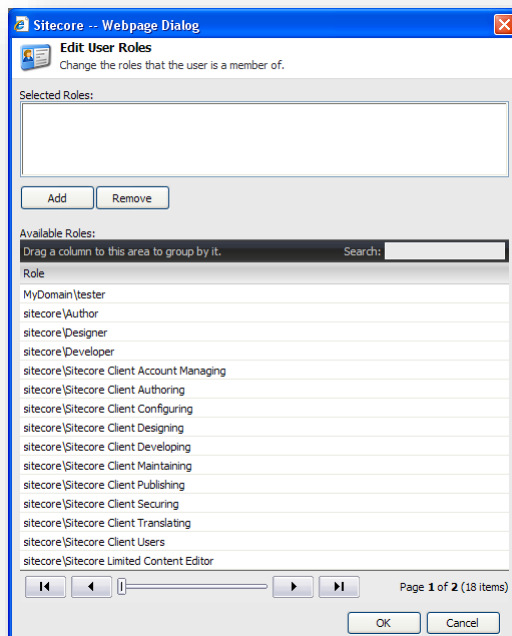 Sitecore -- Webpage Dialog
Edit User Roles
Change the roles that the user is a member of.
Selected Roles:
Add Remove
Available Roles:
Drag a column to this area to group by it. Search:
Role
MyDomain\tester
sitecore\Author
sitecore\Designer
sitecore\Developer
sitecore\Sitecore Client Account Managing
sitecore\Sitecore Client Authoring
sitecore\Sitecore Client Configuring
sitecore\Sitecore Client Designing
sitecore\Sitecore Client Developing
sitecore\Sitecore Client Maintaining
sitecore\Sitecore Client Publishing
sitecore\Sitecore Client Securing
sitecore\Sitecore Client Translating
sitecore\Sitecore Client Users
sitecore\Sitecore Limited Content Editor
Page 1 of 2 (18 items)
OK Cancel